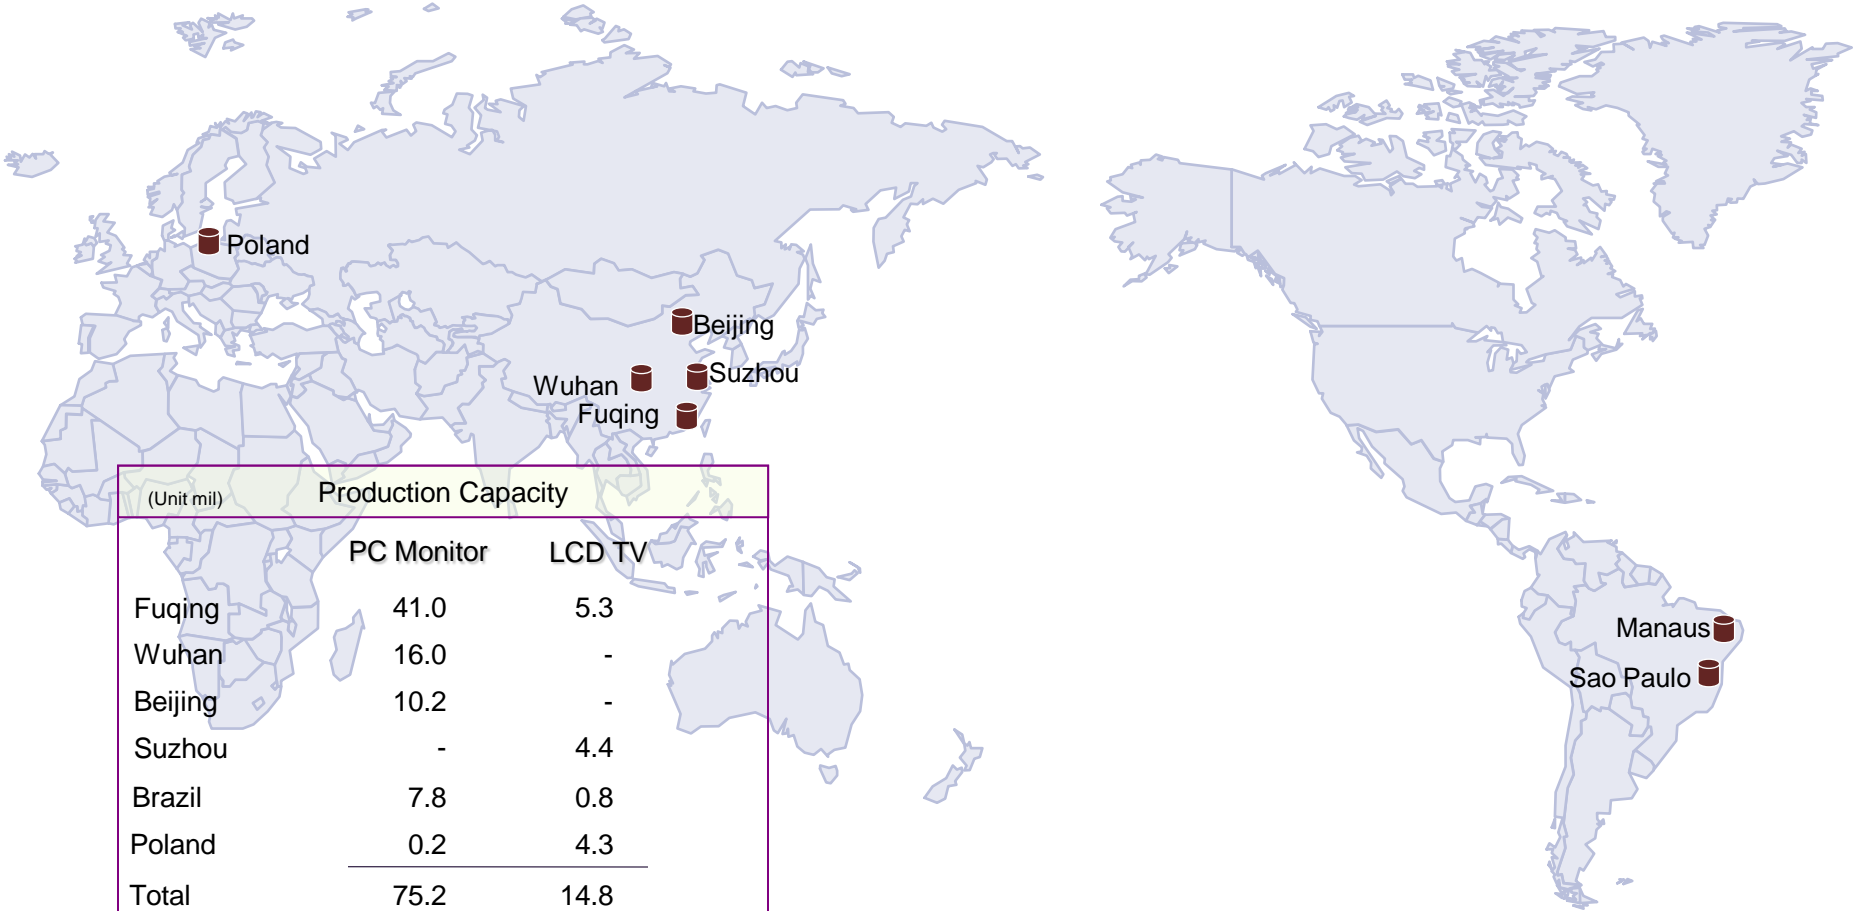 Poland
Beijing
Suzhou
Wuhan
Fuqing
(Unit mil) Production Capacity
PC Monitor LCD TV
Fuqing 41.0 5.3
Wuhan 16.0 -
Beijing 10.2 -
Suzhou - 4.4
Brazil 7.8 0.8
Poland 0.2 4.3
Total 75.2 14.8
Manaus
Sao Paulo